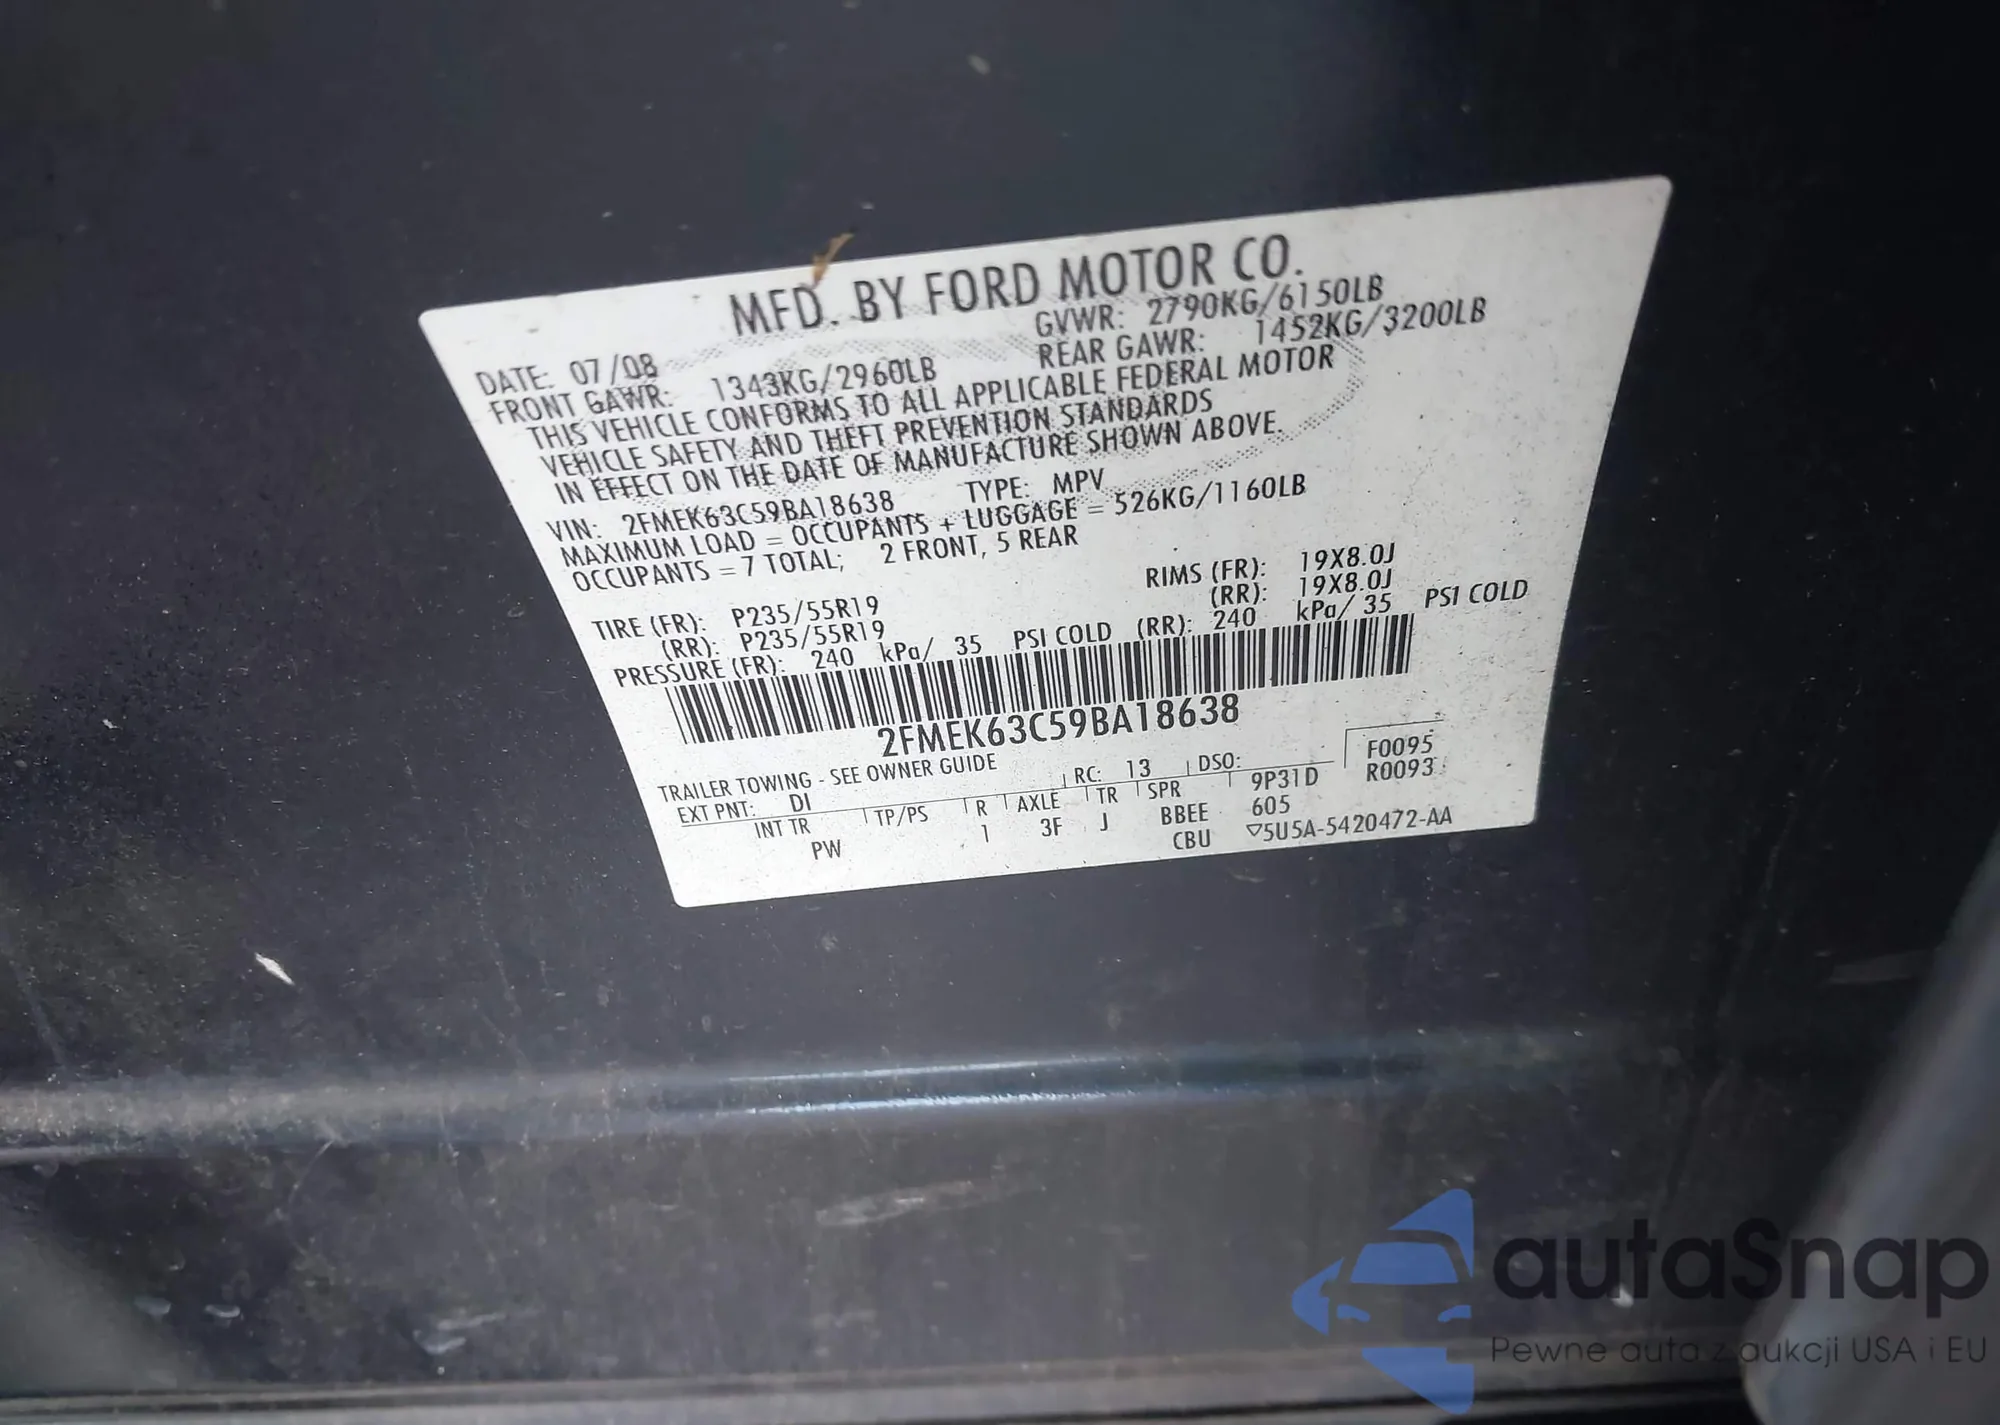 MFD. BY FORD MOTOR CO.
DATE: 07/08 GVWR: 2790KG/6150LB
FRONT GAWR: 1343KG/2960LB REAR GAWR: 1452KG/3200LB
THIS VEHICLE CONFORMS TO ALL APPLICABLE FEDERAL MOTOR
VEHICLE SAFETY AND THEFT PREVENTION STANDARDS
IN EFFECT ON THE DATE OF MANUFACTURE SHOWN ABOVE.
VIN: 2FMEK63C59BA18638 TYPE: MPV
MAXIMUM LOAD = OCCUPANTS + LUGGAGE = 526KG/1160LB
OCCUPANTS = 7 TOTAL; 2 FRONT, 5 REAR
TIRE (FR): P235/55R19 RIMS (FR): 19X8.0J
(RR): P235/55R19 (RR): 19X8.0J
PRESSURE (FR): 240 kPa/ 35 PSI COLD (RR): 240 kPa/ 35 PSI COLD
2FMEK63C59BA18638
TRAILER TOWING - SEE OWNER GUIDE F0095
EXT PNT: DI RC: 13 DSO: R0093
INT TR TP/PS R AXLE TR SPR 9P31D
PW 1 3F J BBEE 605
CBU ▽5U5A-5420472-AA
autaSnap
Pewne auta z aukcji USA i EU